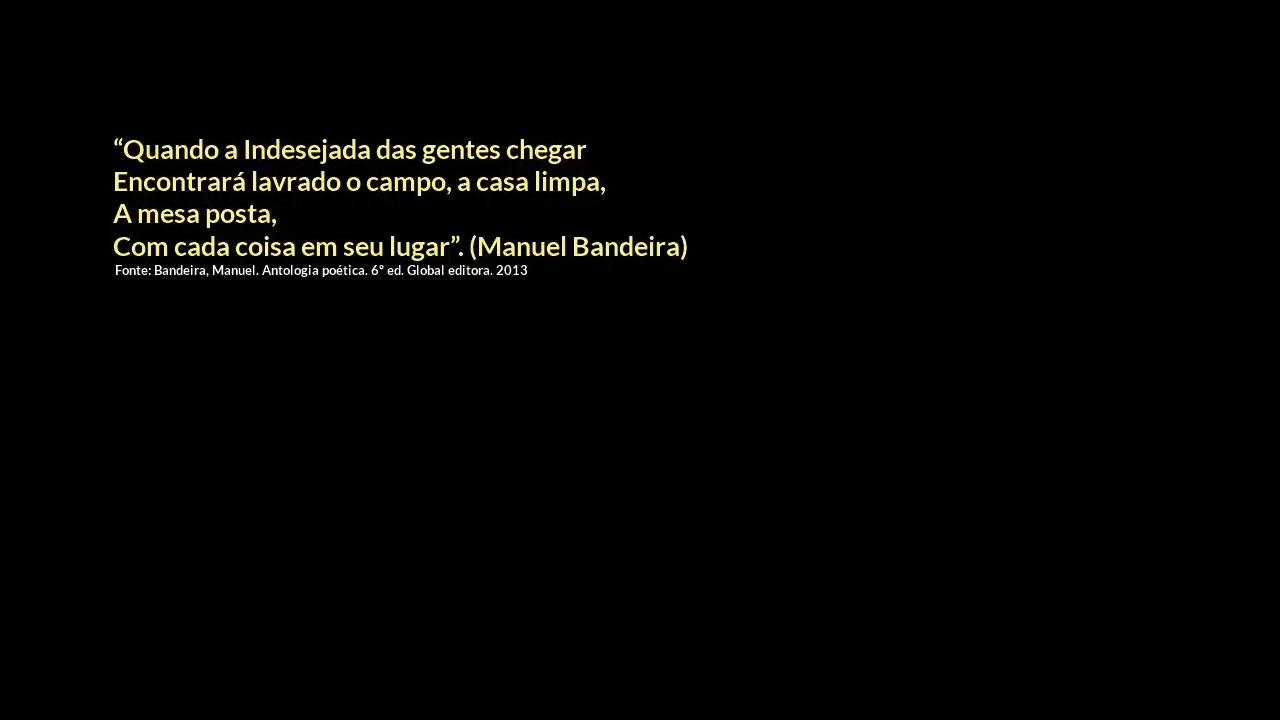 “Quando a Indesejada das gentes chegar
Encontrará lavrado o campo, a casa limpa,
A mesa posta,
Com cada coisa em seu lugar”. (Manuel Bandeira)
Fonte: Bandeira, Manuel. Antologia poética. 6º ed. Global editora. 2013